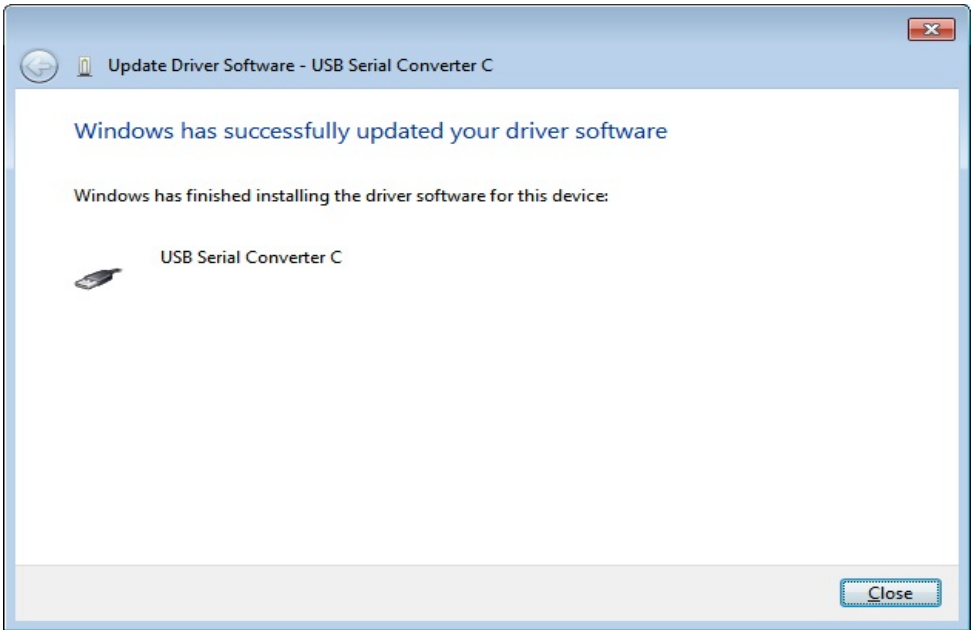 Update Driver Software - USB Serial Converter C
Windows has successfully updated your driver software
Windows has finished installing the driver software for this device:
USB Serial Converter C
Close